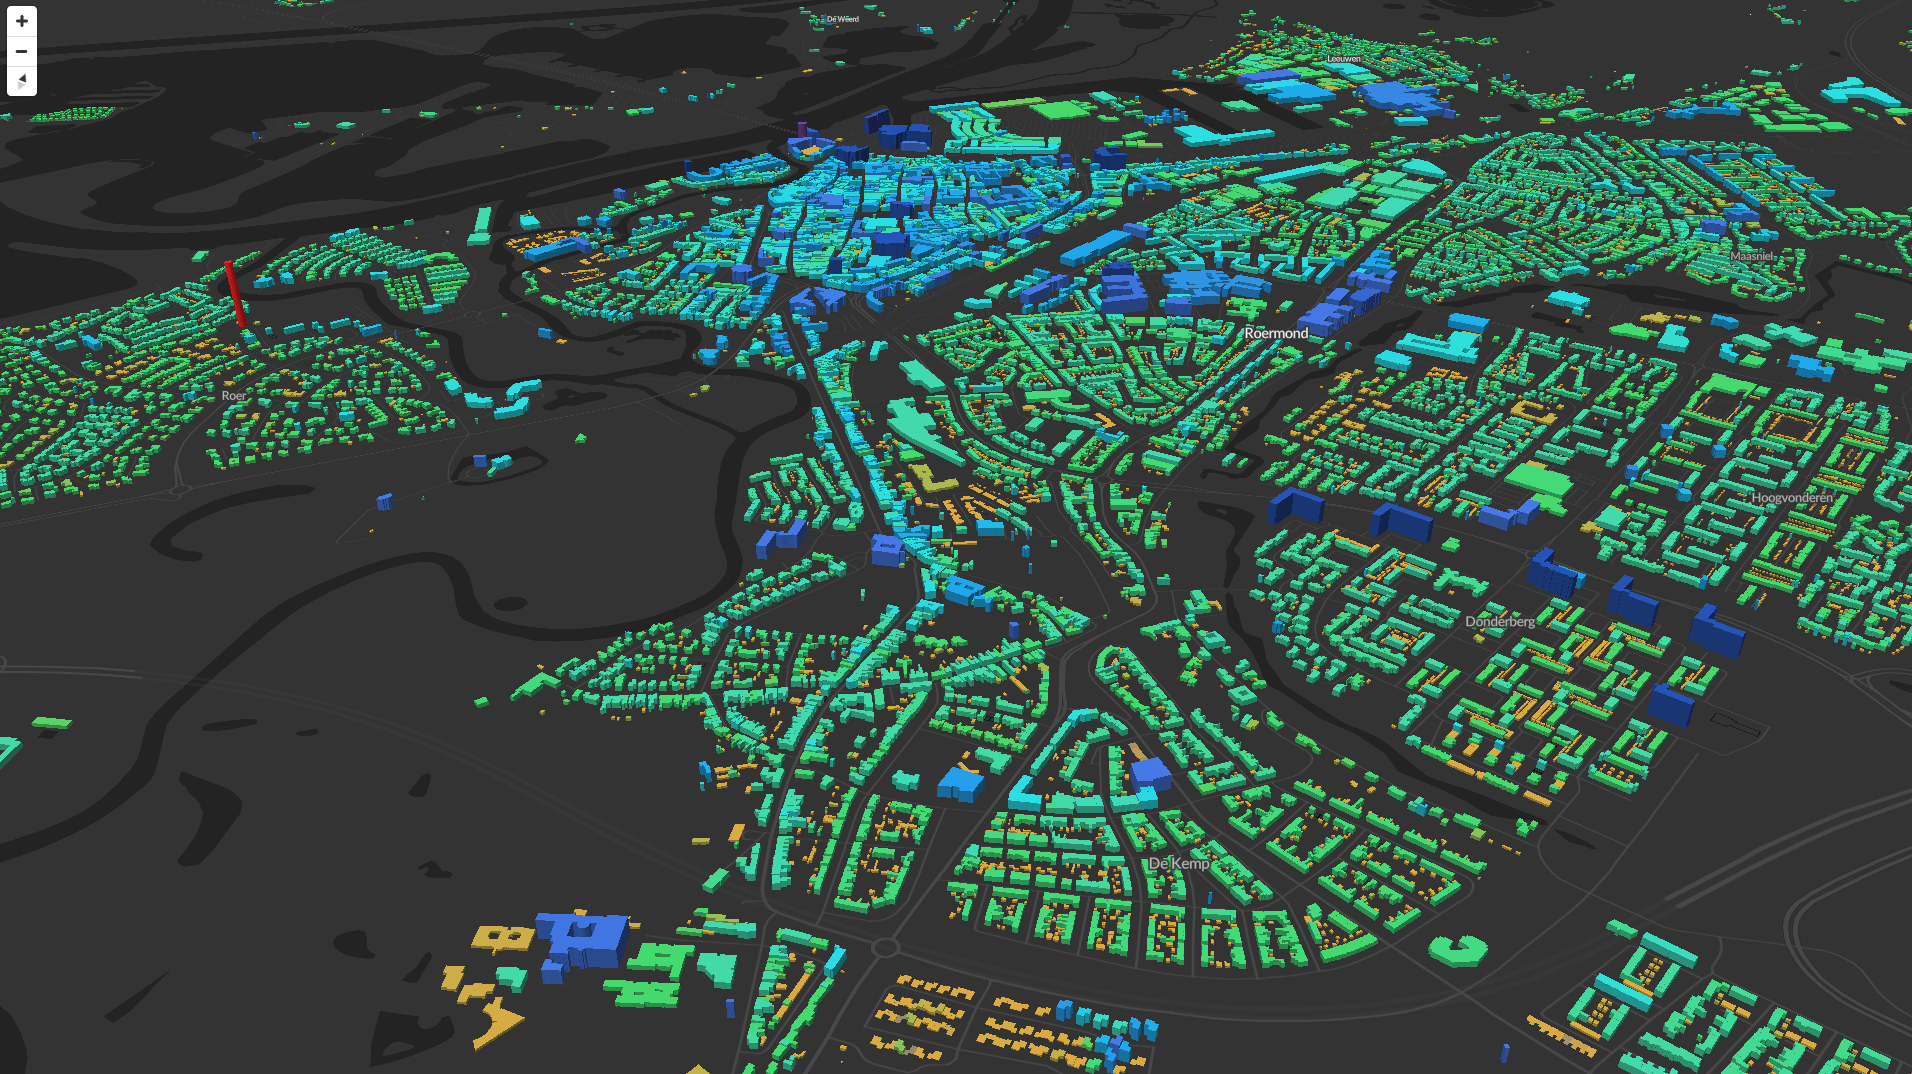 De Weerd
Leeuwen
Maasniel
Roermond
Roer
Hoogvonderen
Donderberg
De Kemp